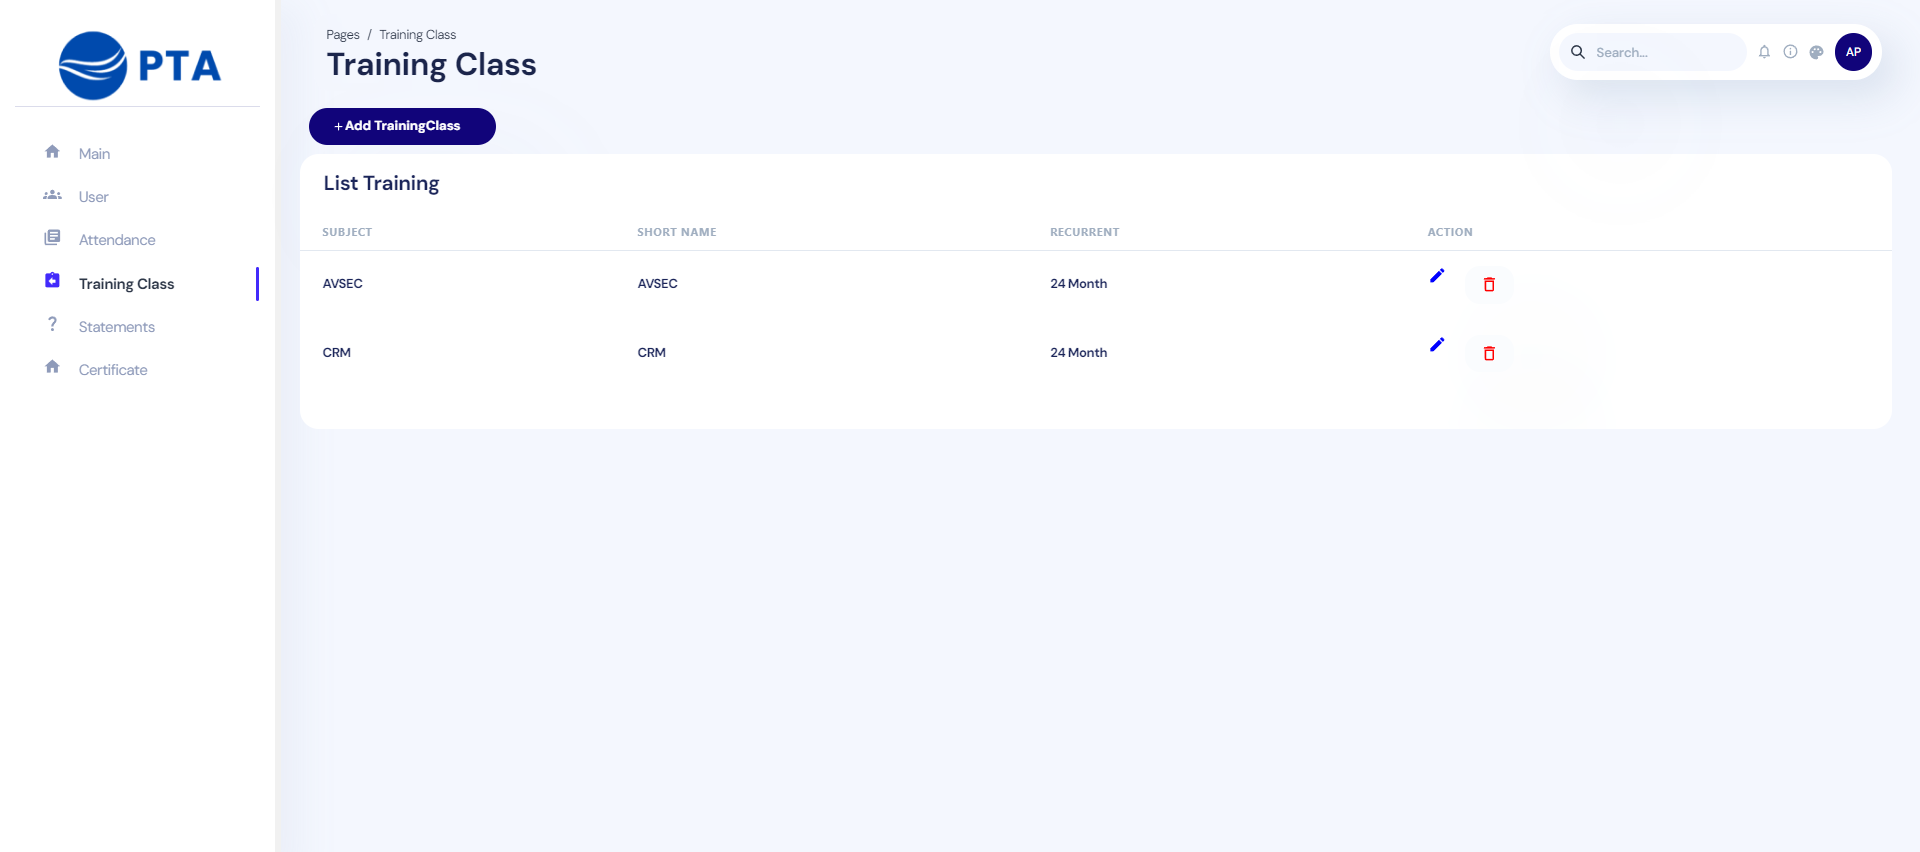 PTA
Main
User
Attendance
Training Class
Statements
Certificate
Pages / Training Class
Training Class
Search...
AP
+ Add TrainingClass
List Training
SUBJECT SHORT NAME RECURRENT ACTION
AVSEC AVSEC 24 Month
CRM CRM 24 Month